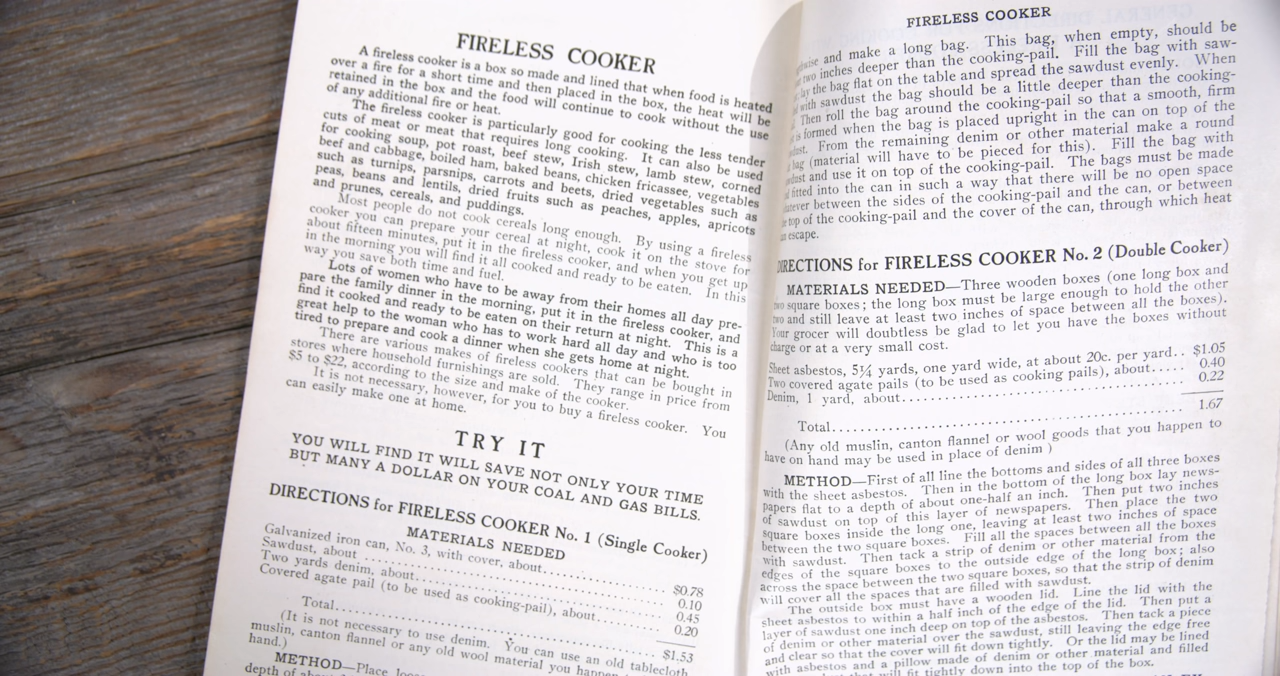 FIRELESS COOKER
A fireless cooker is a box so made and lined that when food is heated
over a fire for a short time and then placed in the box, the heat will be
retained in the box and the food will continue to cook without the use
of any additional fire or heat.
The fireless cooker is particularly good for cooking the less tender
cuts of meat or meat that requires long cooking. It can also be used
for cooking soup, pot roast, beef stew, Irish stew, lamb stew, corned
beef and cabbage, boiled ham, baked beans, chicken fricassee, vegetables
such as turnips, parsnips, carrots and beets, dried vegetables such as
peas, beans and lentils, dried fruits such as peaches, apples, apricots
and prunes, cereals, and puddings.
Most people do not cook cereals long enough. By using a fireless
cooker you can prepare your cereal at night, cook it on the stove for
about fifteen minutes, put it in the fireless cooker, and when you get up
in the morning you will find it all cooked and ready to be eaten. In this
way you save both time and fuel.
Lots of women who have to be away from their homes all day pre-
pare the family dinner in the morning, put it in the fireless cooker, and
find it cooked and ready to be eaten on their return at night. This is a
great help to the woman who has to work hard all day and who is too
tired to prepare and cook a dinner when she gets home at night.
There are various makes of fireless cookers that can be bought in
stores where household furnishings are sold. They range in price from
$5 to $22, according to the size and make of the cooker.
It is not necessary, however, for you to buy a fireless cooker. You
can easily make one at home.
TRY IT
YOU WILL FIND IT WILL SAVE NOT ONLY YOUR TIME
BUT MANY A DOLLAR ON YOUR COAL AND GAS BILLS.
DIRECTIONS for FIRELESS COOKER No. 1 (Single Cooker)
MATERIALS NEEDED
Galvanized iron can, No. 3, with cover, about.................... $0.78
Sawdust, about .................... 0.10
Two yards denim, about.................... 0.45
Covered agate pail (to be used as cooking-pail), about.................... 0.20
Total.................... $1.53
(It is not necessary to use denim. You can use an old tablecloth,
muslin, canton flannel or any old wool material you happen
hand.)
METHOD—Place
depth of
FIRELESS COOKER
and make a long bag. This bag, when empty, should be
two inches deeper than the cooking-pail. Fill the bag with saw-
lay the bag flat on the table and spread the sawdust evenly. When
with sawdust the bag should be a little deeper than the cooking-
Then roll the bag around the cooking-pail so that a smooth, firm
is formed when the bag is placed upright in the can on top of the
From the remaining denim or other material make a round
bag (material will have to be pieced for this). Fill the bag with
and use it on top of the cooking-pail. The bags must be made
fitted into the can in such a way that there will be no open space
between the sides of the cooking-pail and the can, or between
top of the cooking-pail and the cover of the can, through which heat
escape.
DIRECTIONS for FIRELESS COOKER No. 2 (Double Cooker)
MATERIALS NEEDED—Three wooden boxes (one long box and
two square boxes; the long box must be large enough to hold the other
two and still leave at least two inches of space between all the boxes).
Your grocer will doubtless be glad to let you have the boxes without
charge or at a very small cost.
Sheet asbestos, 5¼ yards, one yard wide, at about 20c. per yard.. $1.05
Two covered agate pails (to be used as cooking pails), about..... 0.40
Denim, 1 yard, about.................... 0.22
Total.................... 1.67
(Any old muslin, canton flannel or wool goods that you happen to
have on hand may be used in place of denim )
METHOD—First of all line the bottoms and sides of all three boxes
with the sheet asbestos. Then in the bottom of the long box lay news-
papers flat to a depth of about one-half an inch. Then put two inches
of sawdust on top of this layer of newspapers. Then place the two
square boxes inside the long one, leaving at least two inches of space
between the two square boxes. Fill all the spaces between all the boxes
with sawdust. Then tack a strip of denim or other material from the
edges of the square boxes to the outside edge of the long box; also
across the space between the two square boxes, so that the strip of denim
will cover all the spaces that are filled with sawdust.
The outside box must have a wooden lid. Line the lid with the
sheet asbestos to within a half inch of the edge of the lid. Then put a
layer of sawdust one inch deep on top of the asbestos. Then tack a piece
of denim or other material over the sawdust, still leaving the edge free
and clear so that the cover will fit down tightly. Or the lid may be lined
with asbestos and a pillow made of denim or other material and filled
that will fit tightly down into the top of the box.